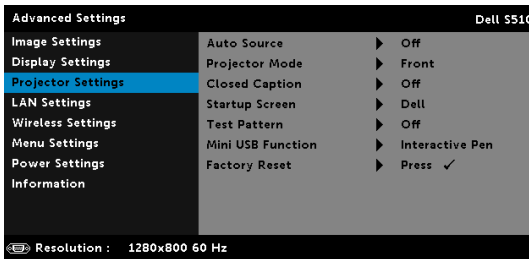 Advanced Settings Dell S510
Image Settings
Display Settings
Projector Settings
LAN Settings
Wireless Settings
Menu Settings
Power Settings
Information
Auto Source Off
Projector Mode Front
Closed Caption Off
Startup Screen Dell
Test Pattern Off
Mini USB Function Interactive Pen
Factory Reset Press ✓
Resolution : 1280x800 60 Hz